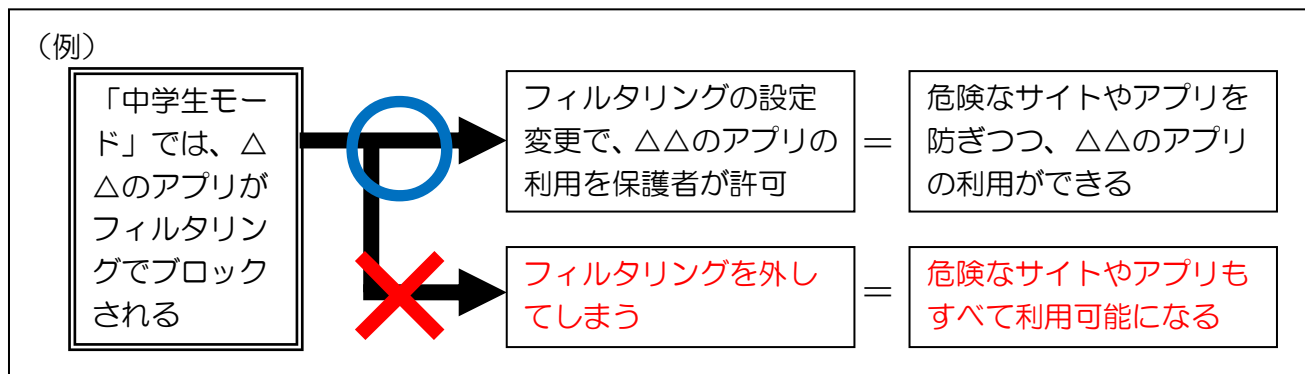 （例）
「中学生モー
ド」では、△
△のアプリが
フィルタリン
グでブロック
される
フィルタリングの設定
変更で、△△のアプリの
利用を保護者が許可
＝
危険なサイトやアプリを
防ぎつつ、△△のアプリ
の利用ができる
フィルタリングを外し
てしまう
＝
危険なサイトやアプリも
すべて利用可能になる